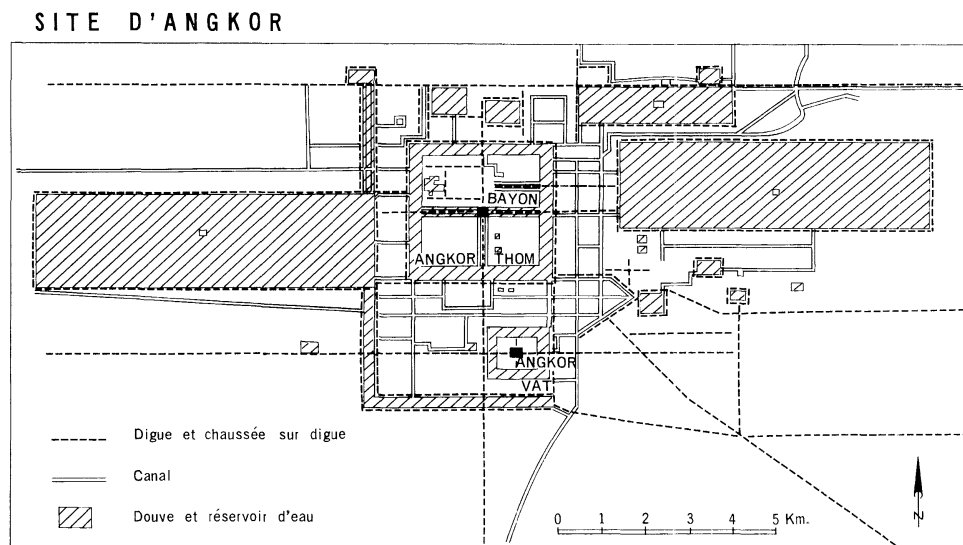 SITE D'ANGKOR
BAYON
ANGKOR THOM
ANGKOR
VAT
Digue et chaussée sur digue
Canal
Douve et réservoir d'eau
0 1 2 3 4 5 Km.
N